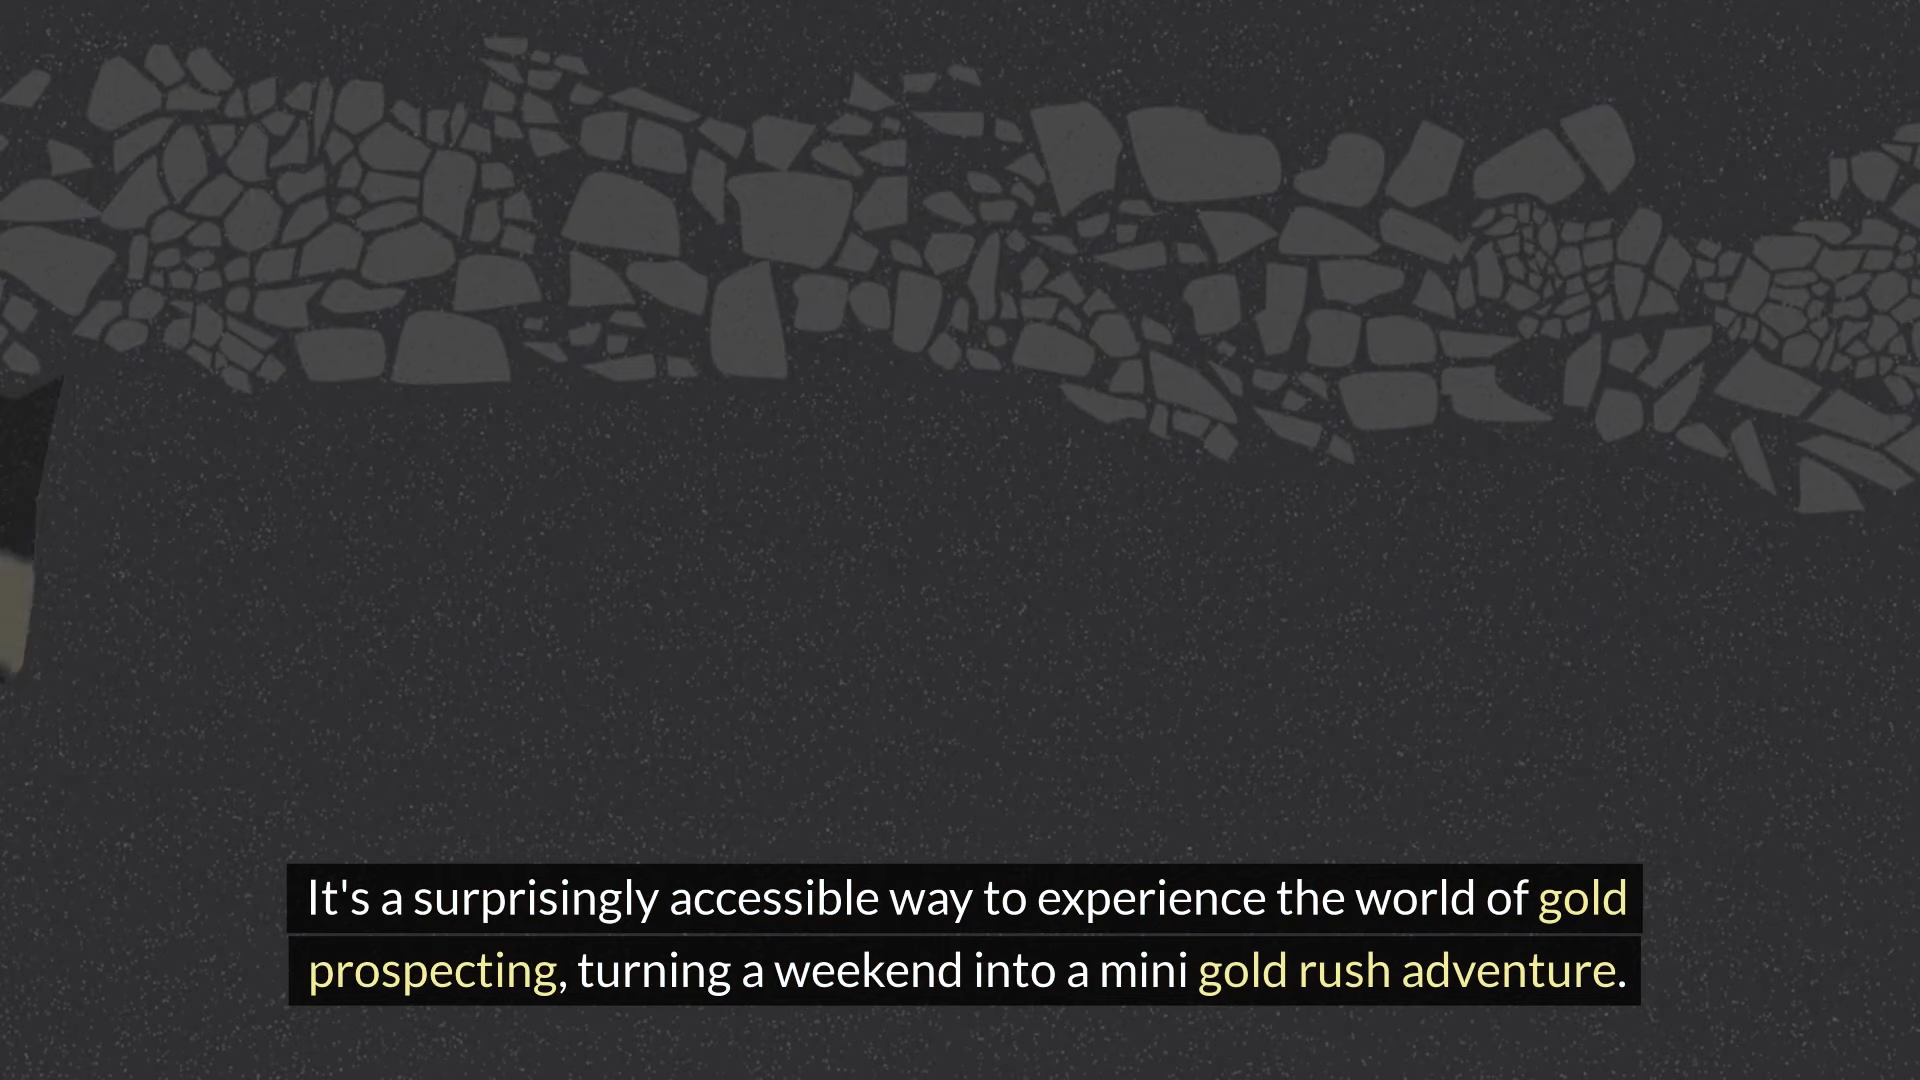 It's a surprisingly accessible way to experience the world of gold
prospecting, turning a weekend into a mini gold rush adventure.